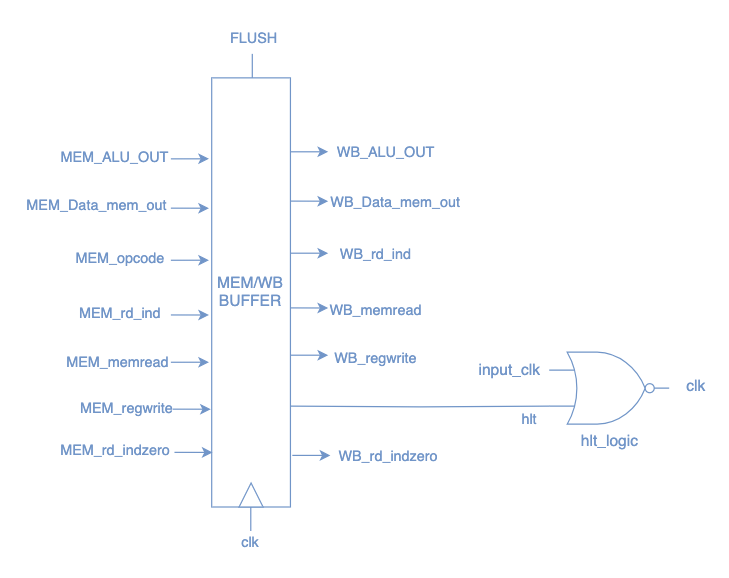 FLUSH
MEM_ALU_OUT
MEM_Data_mem_out
MEM_opcode
MEM_rd_ind
MEM_memread
MEM_regwrite
MEM_rd_indzero
MEM/WB
BUFFER
clk
WB_ALU_OUT
WB_Data_mem_out
WB_rd_ind
WB_memread
WB_regwrite
hlt
WB_rd_indzero
input_clk
clk
hlt_logic